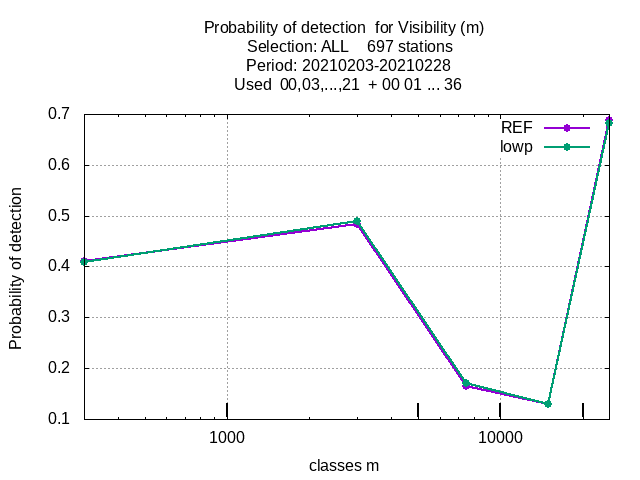 Probability of detection  for Visibility (m)
Selection: ALL    697 stations
Period: 20210203-20210228
Used  00,03,...,21  + 00 01 ... 36
REF
lowp
0.7
0.6
0.5
0.4
0.3
0.2
0.1
Probability of detection
1000
10000
classes m